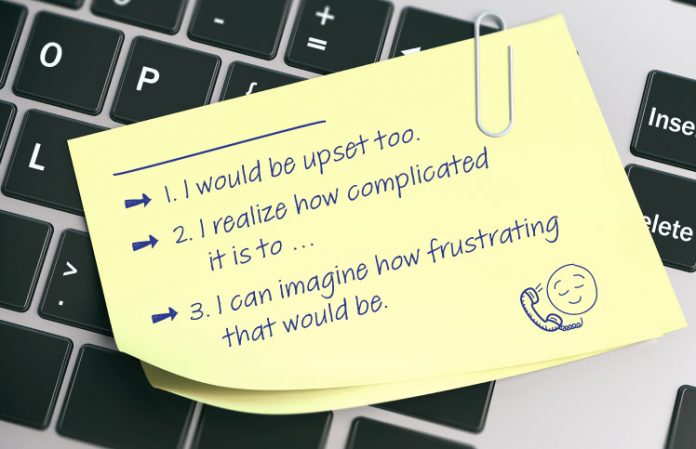 O
P
-
+
=
L
>
.
Inse
elete
1. I would be upset too.
2. I realize how complicated
it is to ...
3. I can imagine how frustrating
that would be.